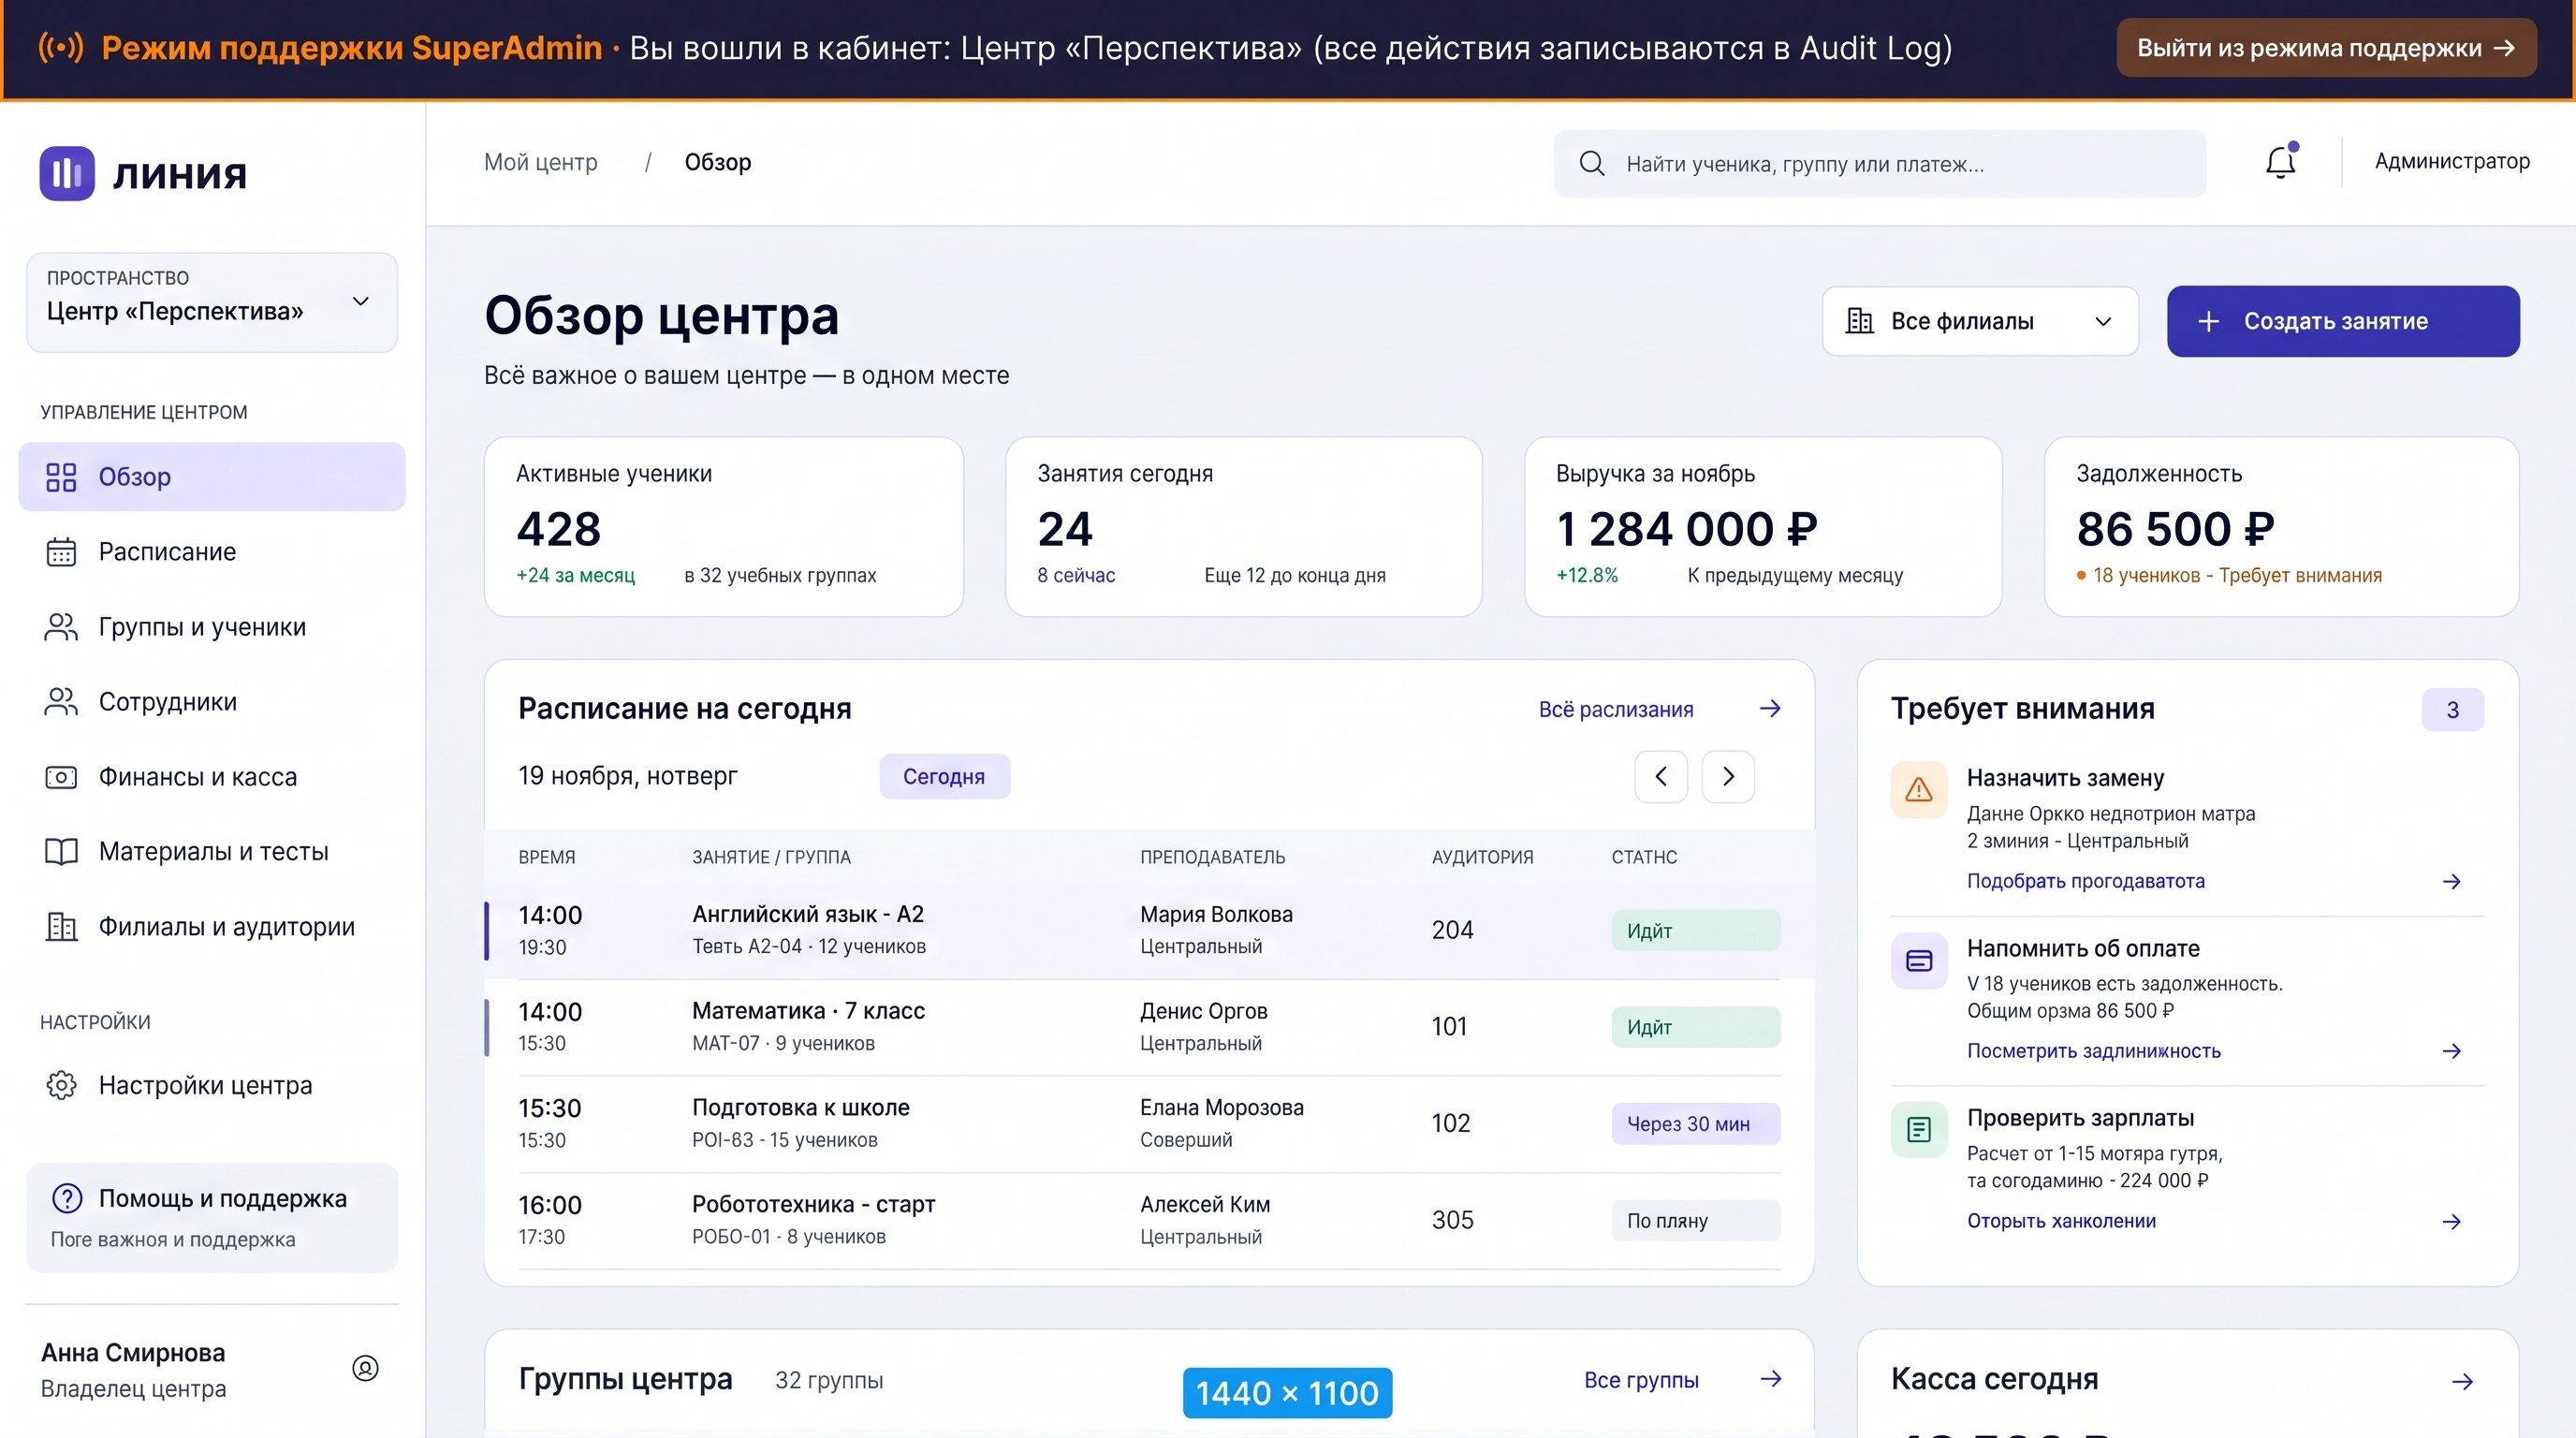 Режим поддержки SuperAdmin · Вы вошли в кабинет: Центр «Перспектива» (все действия записываются в Audit Log)
Выйти из режима поддержки →
ЛИНИЯ
Мой центр / Обзор
Найти ученика, группу или платеж...
Администратор
ПРОСТРАНСТВО
Центр «Перспектива»
УПРАВЛЕНИЕ ЦЕНТРОМ
Обзор
Расписание
Группы и ученики
Сотрудники
Финансы и касса
Материалы и тесты
Филиалы и аудитории
НАСТРОЙКИ
Настройки центра
Помощь и поддержка
Поге важноя и поддержка
Анна Смирнова
Владелец центра
Обзор центра
Всё важное о вашем центре — в одном месте
Все филиалы
+ Создать занятие
Активные ученики
428
+24 за месяц в 32 учебных группах
Занятия сегодня
24
8 сейчас Еще 12 до конца дня
Выручка за ноябрь
1 284 000 ₽
+12.8% К предыдущему месяцу
Задолженность
86 500 ₽
• 18 учеников - Требует внимания
Расписание на сегодня
Всё раслизания →
19 ноября, нотверг
Сегодня
ВРЕМЯ ЗАНЯТИЕ / ГРУППА ПРЕПОДАВАТЕЛЬ АУДИТОРИЯ СТАТНС
14:00 Английский язык - А2 Мария Волкова 204 Идйт
19:30 Тевть А2-04 · 12 учеников Центральный
14:00 Математика · 7 класс Денис Оргов 101 Идйт
15:30 МАТ-07 · 9 учеников Центральный
15:30 Подготовка к школе Елана Морозова 102 Через 30 мин
15:30 POI-83 - 15 учеников Соверший
16:00 Робототехника - старт Алексей Ким 305 По пляну
17:30 РОБО-01 · 8 учеников Центральный
Требует внимания 3
Назначить замену
Данне Оркко неднотрион матра
2 зминия - Центральный
Подобрать прогодаватота →
Напомнить об оплате
V 18 учеников есть задолженность.
Общим орзма 86 500 ₽
Посметрить задлинижность →
Проверить зарплаты
Расчет от 1-15 мотяра гутря,
та согодаминю - 224 000 ₽
Оторыть ханколении →
Группы центра 32 группы
1440 × 1100
Все группы →
Касса сегодня →